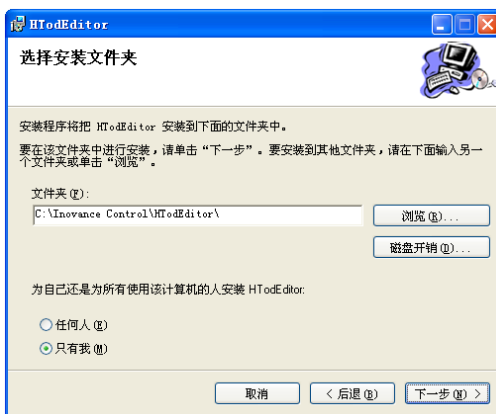 HTodEditor
选择安装文件夹
安装程序将把 HTodEditor 安装到下面的文件夹中。
要在该文件夹中进行安装，请单击“下一步”。要安装到其他文件夹，请在下面输入另一
个文件夹或单击“浏览”。
文件夹(F):
C:\Inovance Control\HTodEditor\
浏览(R)...
磁盘开销(D)...
为自己还是为所有使用该计算机的人安装 HTodEditor:
任何人(E)
只有我(M)
取消
< 后退(B)
下一步(N) >